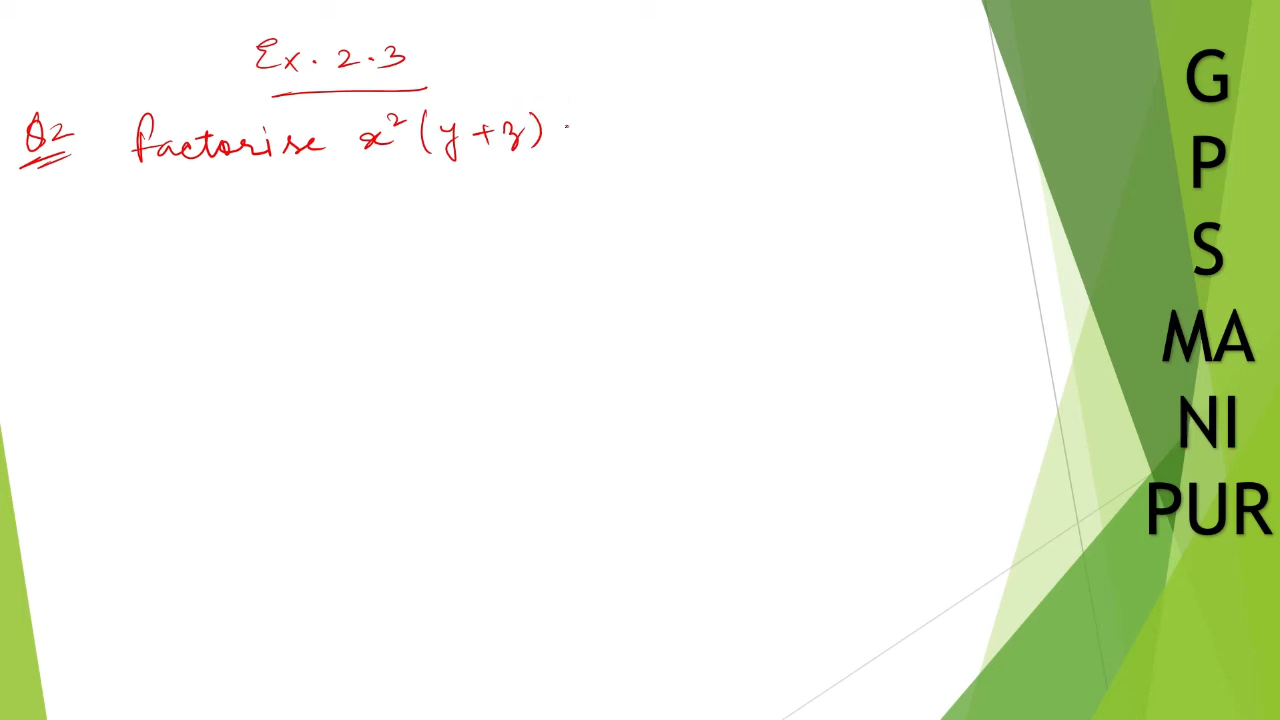 Ex. 2.3
Q2 Factorise x²(y+z)
G
P
S
MA
NI
PUR